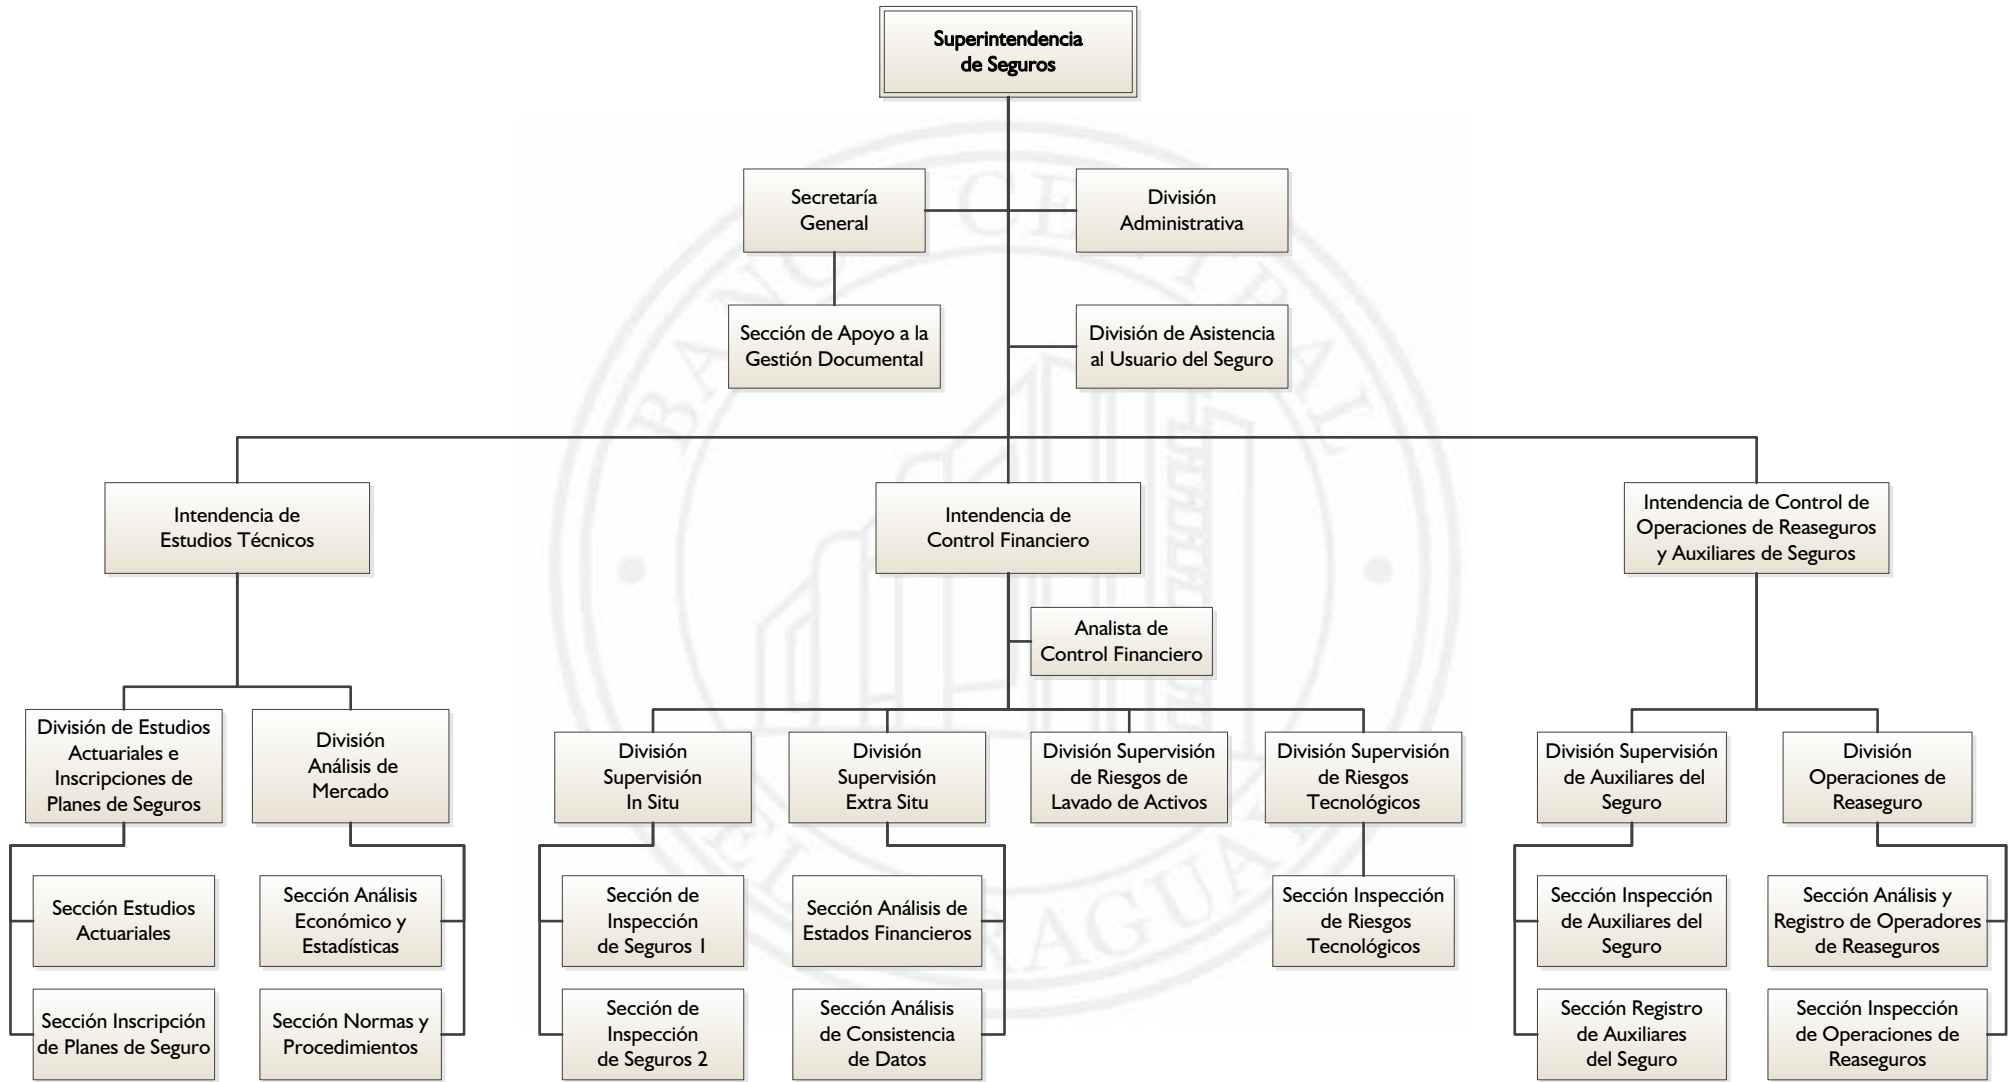 Superintendencia
de Seguros
Secretaría
General
División
Administrativa
Sección de Apoyo a la
Gestión Documental
División de Asistencia
al Usuario del Seguro
Intendencia de
Estudios Técnicos
Intendencia de
Control Financiero
Intendencia de Control de
Operaciones de Reaseguros
y Auxiliares de Seguros
Analista de
Control Financiero
División de Estudios
Actuariales e
Inscripciones de
Planes de Seguros
División
Análisis de
Mercado
División
Supervisión
In Situ
División
Supervisión
Extra Situ
División Supervisión
de Riesgos de
Lavado de Activos
División Supervisión
de Riesgos
Tecnológicos
División Supervisión
de Auxiliares del
Seguro
División
Operaciones de
Reaseguro
Sección Estudios
Actuariales
Sección Análisis
Económico y
Estadísticas
Sección de
Inspección
de Seguros 1
Sección Análisis de
Estados Financieros
Sección Inspección
de Riesgos
Tecnológicos
Sección Inspección
de Auxiliares del
Seguro
Sección Análisis y
Registro de Operadores
de Reaseguros
Sección Inscripción
de Planes de Seguro
Sección Normas y
Procedimientos
Sección de
Inspección
de Seguros 2
Sección Análisis
de Consistencia
de Datos
Sección Registro
de Auxiliares
del Seguro
Sección Inspección
de Operaciones de
Reaseguros